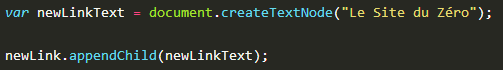 var newLinkText = document.createTextNode("Le Site du Zéro");
newLink.appendChild(newLinkText);